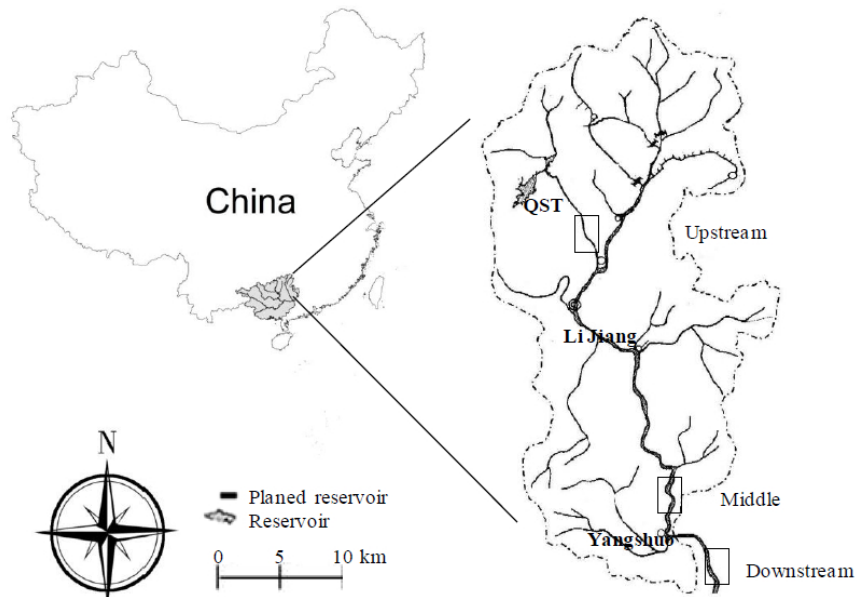 China
QST
Upstream
Li Jiang
N
Planed reservoir
Reservoir
0 5 10 km
Middle
Yangshuo
Downstream